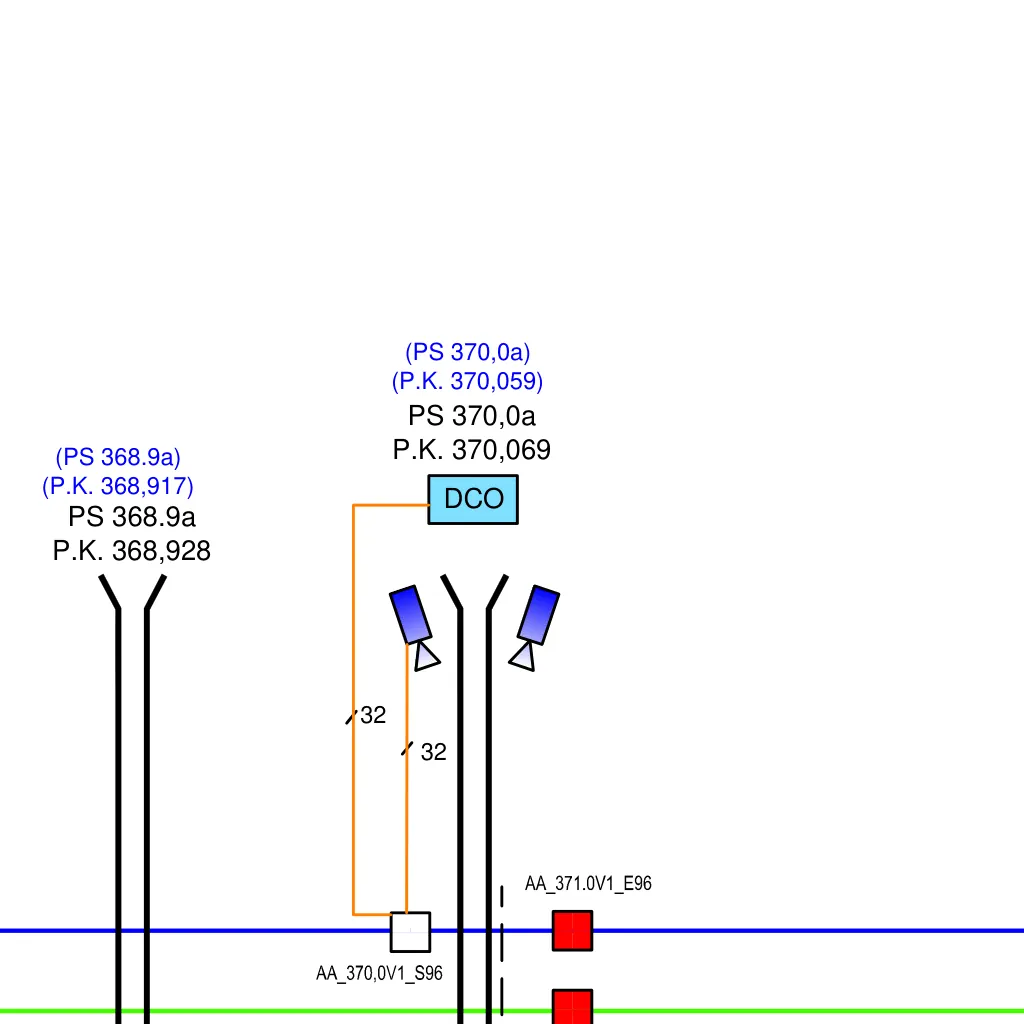 (PS 370,0a)
(P.K. 370,059)
PS 370,0a
P.K. 370,069
(PS 368.9a)
(P.K. 368,917)
PS 368.9a
P.K. 368,928
DCO
32
32
AA_371.0V1_E96
AA_370,0V1_S96